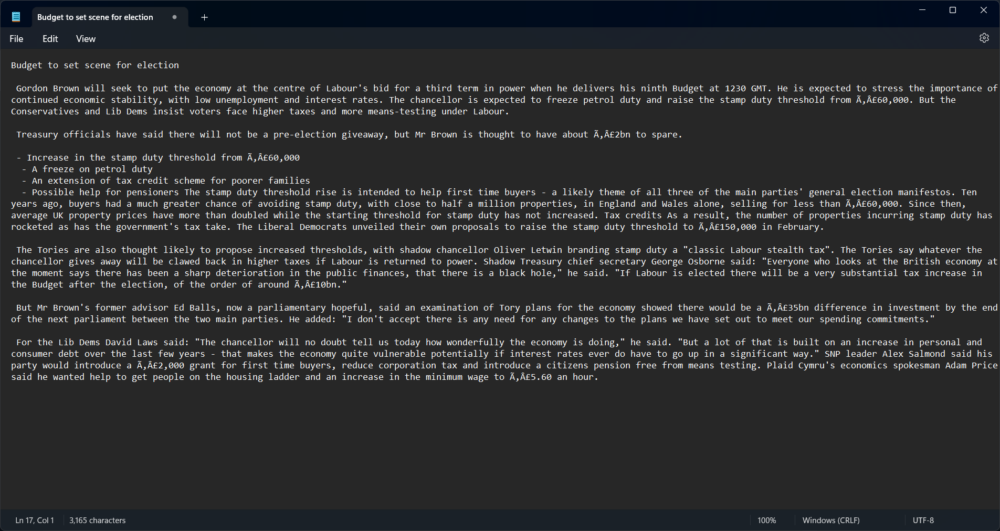 Budget to set scene for election
File Edit View
Budget to set scene for election
Gordon Brown will seek to put the economy at the centre of Labour's bid for a third term in power when he delivers his ninth Budget at 1230 GMT. He is expected to stress the importance of
continued economic stability, with low unemployment and interest rates. The chancellor is expected to freeze petrol duty and raise the stamp duty threshold from Ã‚Â£60,000. But the
Conservatives and Lib Dems insist voters face higher taxes and more means-testing under Labour.
Treasury officials have said there will not be a pre-election giveaway, but Mr Brown is thought to have about Ã‚Â£2bn to spare.
- Increase in the stamp duty threshold from Ã‚Â£60,000
- A freeze on petrol duty
- An extension of tax credit scheme for poorer families
- Possible help for pensioners The stamp duty threshold rise is intended to help first time buyers - a likely theme of all three of the main parties' general election manifestos. Ten
years ago, buyers had a much greater chance of avoiding stamp duty, with close to half a million properties, in England and Wales alone, selling for less than Ã‚Â£60,000. Since then,
average UK property prices have more than doubled while the starting threshold for stamp duty has not increased. Tax credits As a result, the number of properties incurring stamp duty has
rocketed as has the government's tax take. The Liberal Democrats unveiled their own proposals to raise the stamp duty threshold to Ã‚Â£150,000 in February.
The Tories are also thought likely to propose increased thresholds, with shadow chancellor Oliver Letwin branding stamp duty a "classic Labour stealth tax". The Tories say whatever the
chancellor gives away will be clawed back in higher taxes if Labour is returned to power. Shadow Treasury chief secretary George Osborne said: "Everyone who looks at the British economy at
the moment says there has been a sharp deterioration in the public finances, that there is a black hole," he said. "If Labour is elected there will be a very substantial tax increase in
the Budget after the election, of the order of around Ã‚Â£10bn."
But Mr Brown's former advisor Ed Balls, now a parliamentary hopeful, said an examination of Tory plans for the economy showed there would be a Ã‚Â£35bn difference in investment by the end
of the next parliament between the two main parties. He added: "I don't accept there is any need for any changes to the plans we have set out to meet our spending commitments."
For the Lib Dems David Laws said: "The chancellor will no doubt tell us today how wonderfully the economy is doing," he said. "But a lot of that is built on an increase in personal and
consumer debt over the last few years - that makes the economy quite vulnerable potentially if interest rates ever do have to go up in a significant way." SNP leader Alex Salmond said his
party would introduce a Ã‚Â£2,000 grant for first time buyers, reduce corporation tax and introduce a citizens pension free from means testing. Plaid Cymru's economics spokesman Adam Price
said he wanted help to get people on the housing ladder and an increase in the minimum wage to Ã‚Â£5.60 an hour.
Ln 17, Col 1 3,165 characters 100% Windows (CRLF) UTF-8